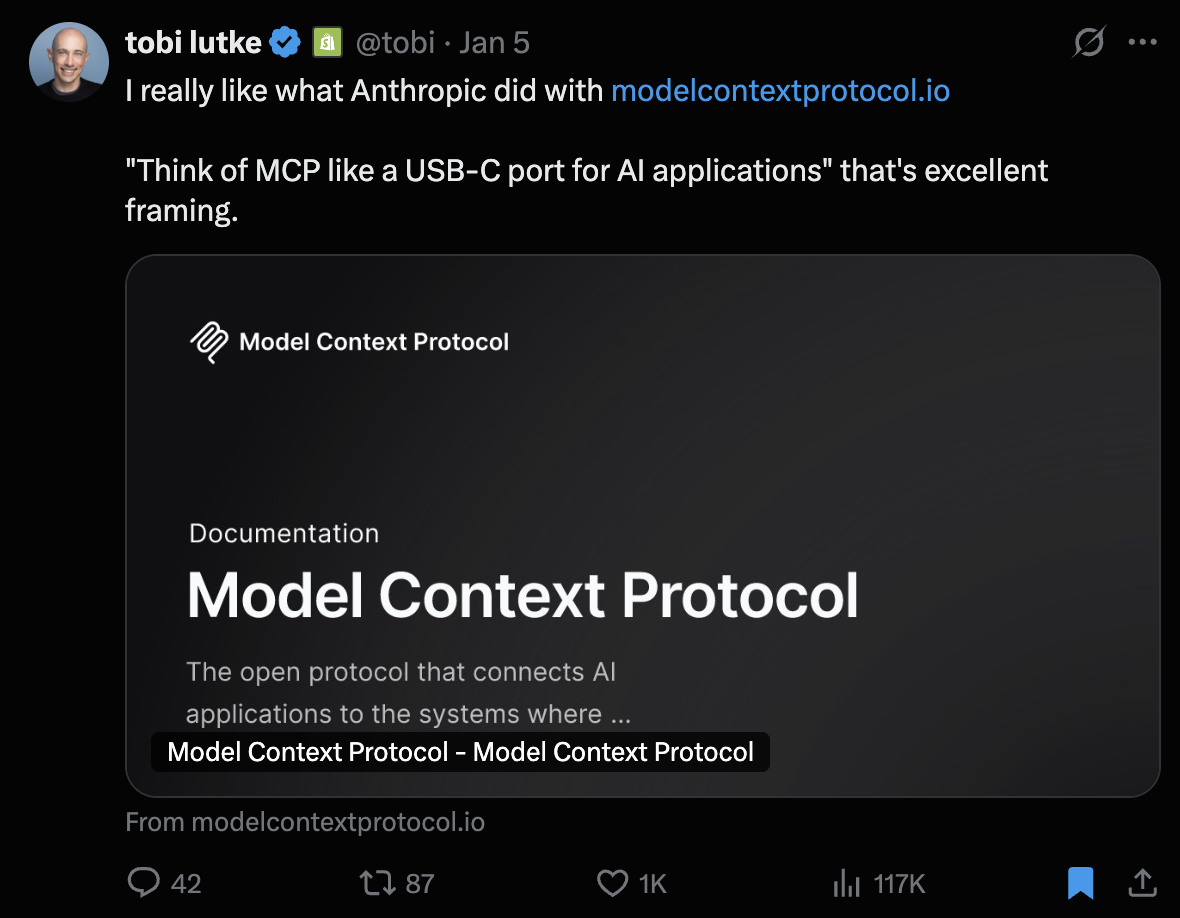 tobi lutke @tobi · Jan 5
I really like what Anthropic did with modelcontextprotocol.io
"Think of MCP like a USB-C port for AI applications" that's excellent
framing.
Model Context Protocol
Documentation
Model Context Protocol
The open protocol that connects AI
applications to the systems where ...
Model Context Protocol - Model Context Protocol
From modelcontextprotocol.io
42 87 1K 117K